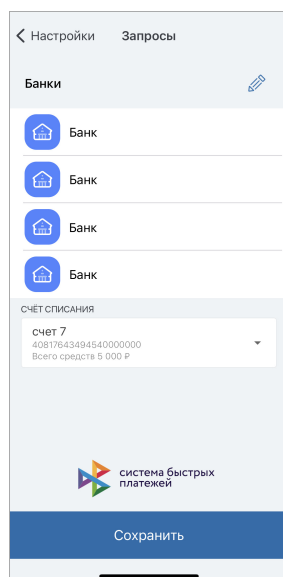 Настройки Запросы
Банки
Банк
Банк
Банк
Банк
СЧЁТ СПИСАНИЯ
счет 7
40817643494540000000
Всего средств 5 000 ₽
система быстрых
платежей
Сохранить